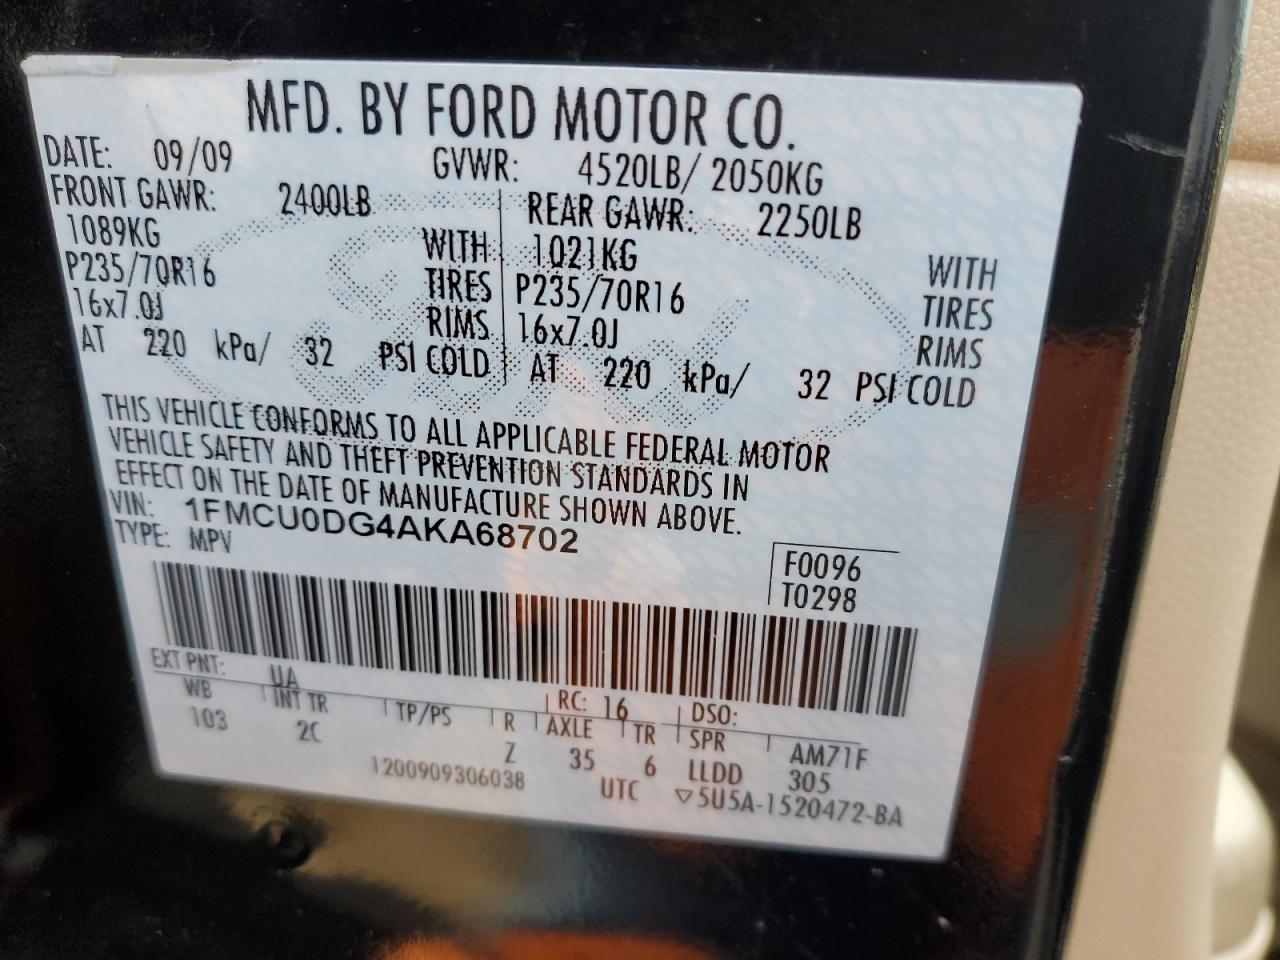 MFD. BY FORD MOTOR CO.
DATE: 09/09 GVWR: 4520LB/ 2050KG
FRONT GAWR: 2400LB REAR GAWR: 2250LB
1089KG WITH 1021KG WITH
P235/70R16 TIRES P235/70R16 TIRES
16x7.0J RIMS 16x7.0J RIMS
AT 220 kPa/ 32 PSI COLD AT 220 kPa/ 32 PSI COLD
THIS VEHICLE CONFORMS TO ALL APPLICABLE FEDERAL MOTOR
VEHICLE SAFETY AND THEFT PREVENTION STANDARDS IN
EFFECT ON THE DATE OF MANUFACTURE SHOWN ABOVE.
VIN: 1FMCU0DG4AKA68702
TYPE: MPV
F0096
T0298
EXT PNT: UA RC: 16 DSO:
WB INT TR TP/PS R AXLE TR SPR AM71F
103 2C Z 35 6 LLDD 305
1200909306038 UTC ▽5U5A-1520472-BA